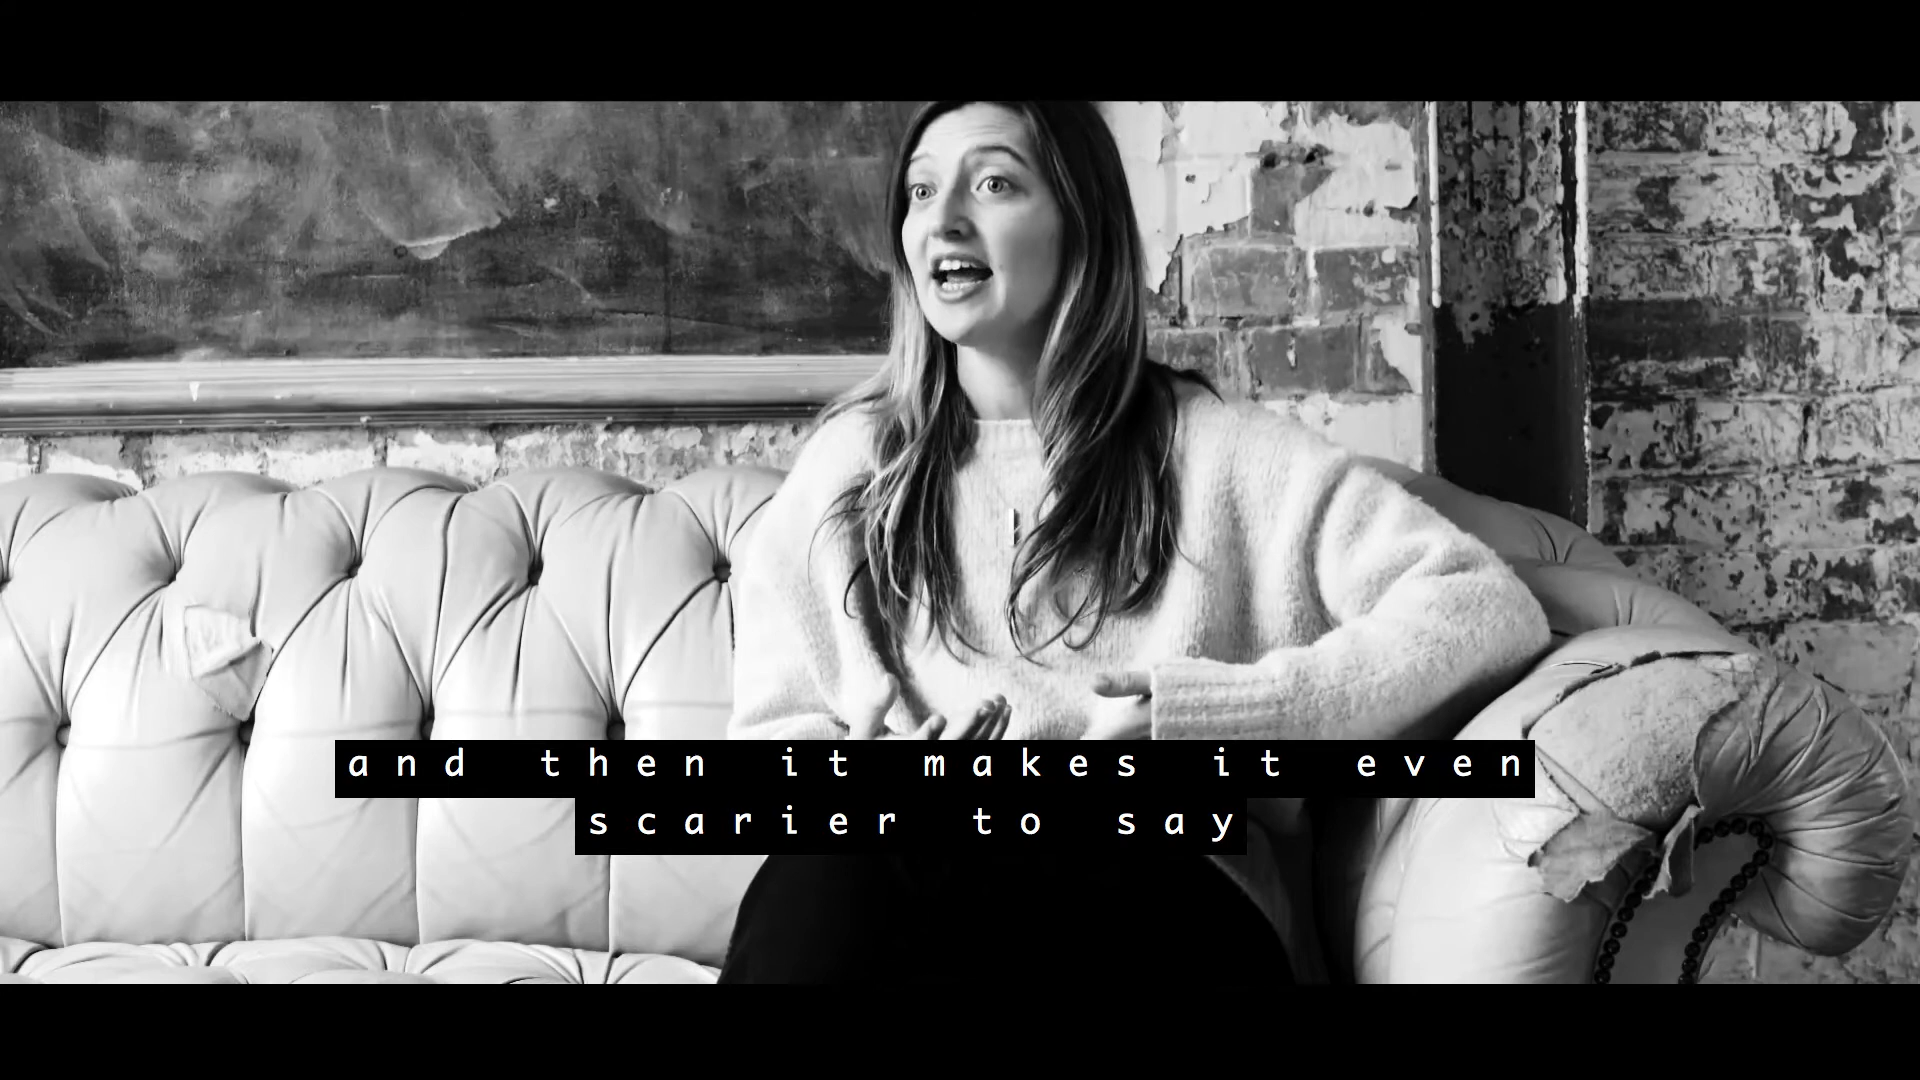 and then it makes it even
scarier to say